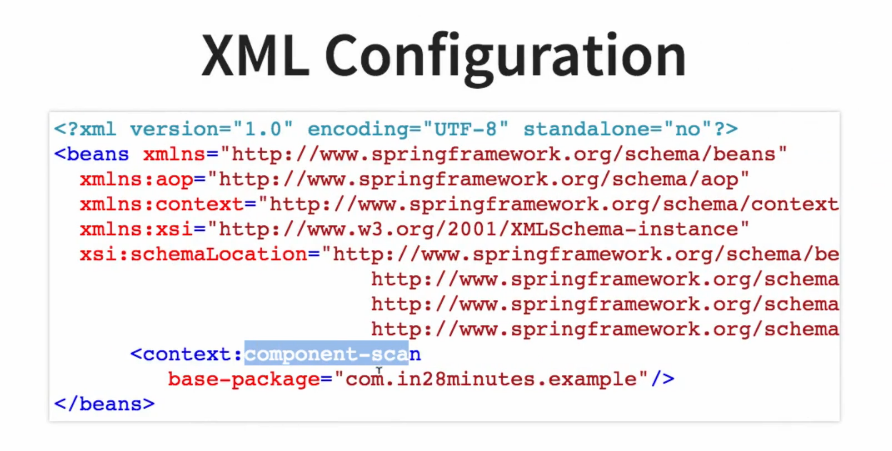 XML Configuration
<?xml version="1.0" encoding="UTF-8" standalone="no"?>
<beans xmlns="http://www.springframework.org/schema/beans"
xmlns:aop="http://www.springframework.org/schema/aop"
xmlns:context="http://www.springframework.org/schema/context
xmlns:xsi="http://www.w3.org/2001/XMLSchema-instance"
xsi:schemaLocation="http://www.springframework.org/schema/be
http://www.springframework.org/schema
http://www.springframework.org/schema
http://www.springframework.org/schema
<context:component-scan
base-package="com.in28minutes.example"/>
</beans>